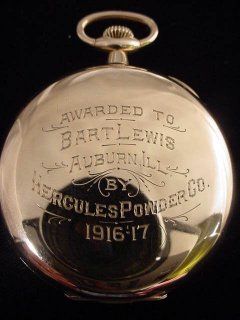 AWARDED TO
BART LEWIS
AUBURN, ILL.
BY
HERCULES POWDER CO.
1916-'17